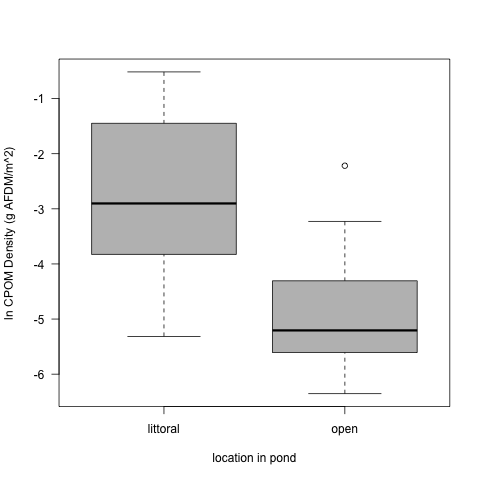 ln CPOM Density (g AFDM/m^2)
-1
-2
-3
-4
-5
-6
littoral
open
location in pond